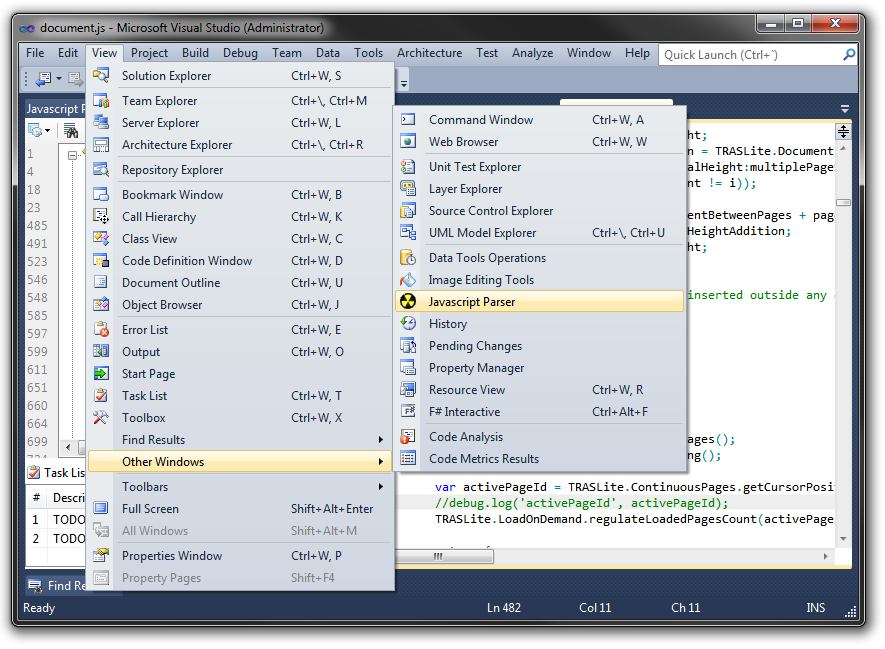 document.js - Microsoft Visual Studio (Administrator)
File Edit View Project Build Debug Team Data Tools Architecture Test Analyze Window Help Quick Launch (Ctrl+`)
Javascript P
1
4
18
23
485
491
523
546
548
585
597
599
611
651
660
664
699
Solution Explorer Ctrl+W, S
Team Explorer Ctrl+\, Ctrl+M
Server Explorer Ctrl+W, L
Architecture Explorer Ctrl+\, Ctrl+R
Repository Explorer
Bookmark Window Ctrl+W, B
Call Hierarchy Ctrl+W, K
Class View Ctrl+W, C
Code Definition Window Ctrl+W, D
Document Outline Ctrl+W, U
Object Browser Ctrl+W, J
Error List Ctrl+W, E
Output Ctrl+W, O
Start Page
Task List Ctrl+W, T
Toolbox Ctrl+W, X
Find Results
Other Windows
Toolbars
Full Screen Shift+Alt+Enter
All Windows Shift+Alt+M
Properties Window Ctrl+W, P
Property Pages Shift+F4
Command Window Ctrl+W, A
Web Browser Ctrl+W, W
Unit Test Explorer
Layer Explorer
Source Control Explorer
UML Model Explorer Ctrl+\, Ctrl+U
Data Tools Operations
Image Editing Tools
Javascript Parser
History
Pending Changes
Property Manager
Resource View Ctrl+W, R
F# Interactive Ctrl+Alt+F
Code Analysis
Code Metrics Results
ht;
n = TRASLite.Document
alHeight:multiplePage
nt != i));
entBetweenPages + pag
HeightAddition;
ht;
inserted outside any
ages();
ng();
var activePageId = TRASLite.ContinuousPages.getCursorPosi
//debug.log('activePageId', activePageId);
TRASLite.LoadOnDemand.regulateLoadedPagesCount(activePage
Task Lis
# Descri
1 TODO
2 TODO
Find Re
Ready Ln 482 Col 11 Ch 11 INS